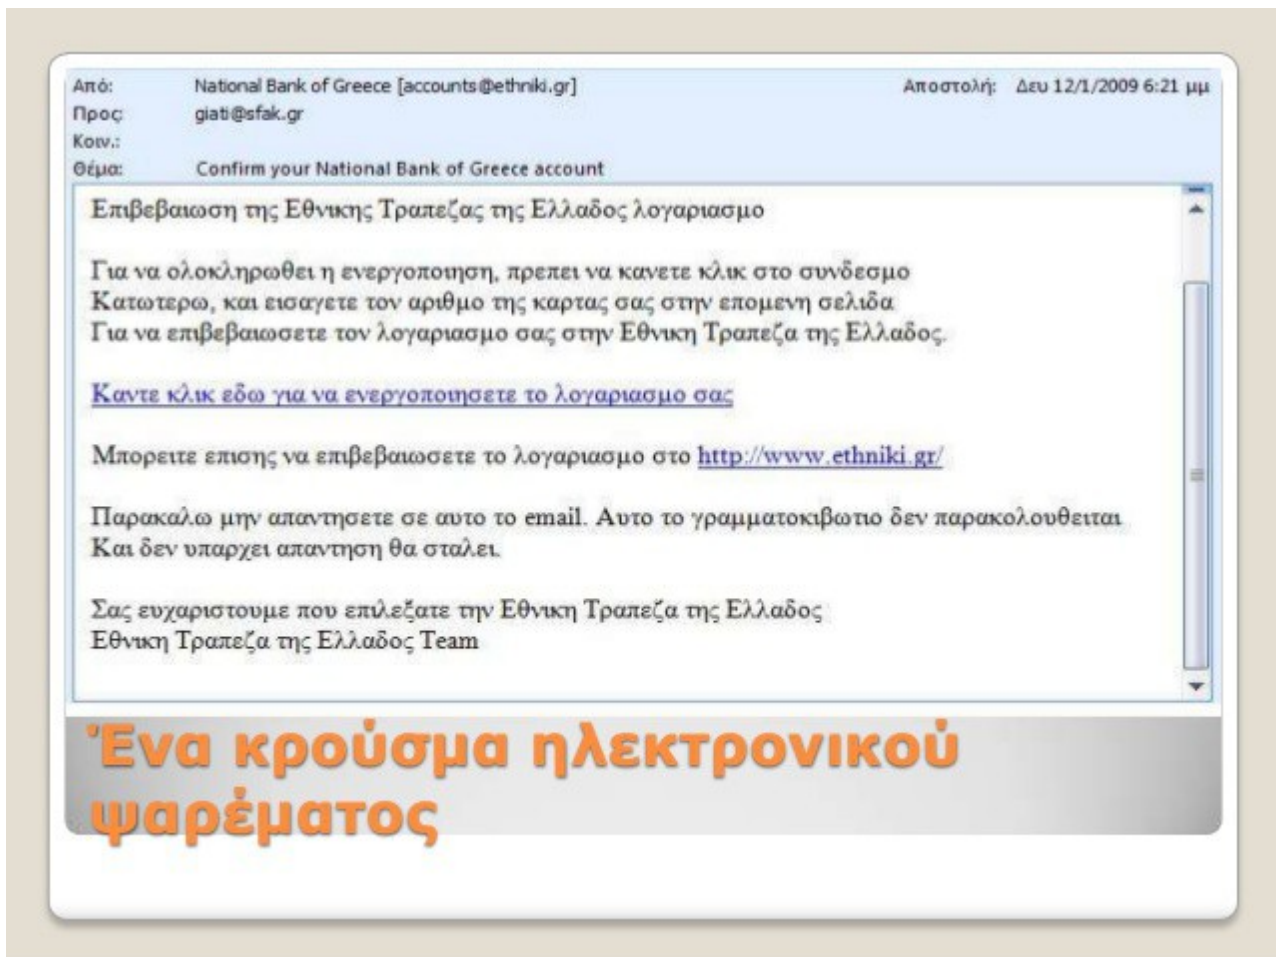 Από: National Bank of Greece [accounts@ethniki.gr] Αποστολή: Δευ 12/1/2009 6:21 μμ
Προς: giati@sfak.gr
Κοιν.:
Θέμα: Confirm your National Bank of Greece account
Επιβεβαιωση της Εθνικης Τραπεζας της Ελλαδος λογαριασμο
Για να ολοκληρωθει η ενεργοποιηση, πρεπει να κανετε κλικ στο συνδεσμο
Κατωτερω, και εισαγετε τον αριθμο της καρτας σας στην επομενη σελιδα
Για να επιβεβαιωσετε τον λογαριασμο σας στην Εθνικη Τραπεζα της Ελλαδος.
Καντε κλικ εδω για να ενεργοποιησετε το λογαριασμο σας
Μπορειτε επισης να επιβεβαιωσετε το λογαριασμο στο http://www.ethniki.gr/
Παρακαλω μην απαντησετε σε αυτο το email. Αυτο το γραμματοκιβωτιο δεν παρακολουθειται
Και δεν υπαρχει απαντηση θα σταλει.
Σας ευχαριστουμε που επιλεξατε την Εθνικη Τραπεζα της Ελλαδος
Εθνικη Τραπεζα της Ελλαδος Team
Ένα κρούσμα ηλεκτρονικού
ψαρέματος